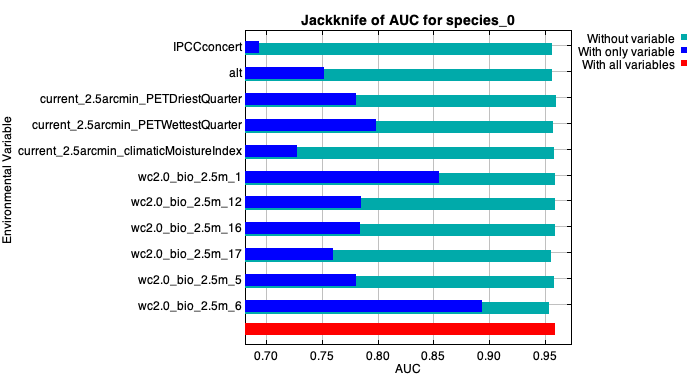 Jackknife of AUC for species_0
Without variable
With only variable
With all variables
Environmental Variable
IPCCconcert
alt
current_2.5arcmin_PETDriestQuarter
current_2.5arcmin_PETWettestQuarter
current_2.5arcmin_climaticMoistureIndex
wc2.0_bio_2.5m_1
wc2.0_bio_2.5m_12
wc2.0_bio_2.5m_16
wc2.0_bio_2.5m_17
wc2.0_bio_2.5m_5
wc2.0_bio_2.5m_6
0.70 0.75 0.80 0.85 0.90 0.95
AUC